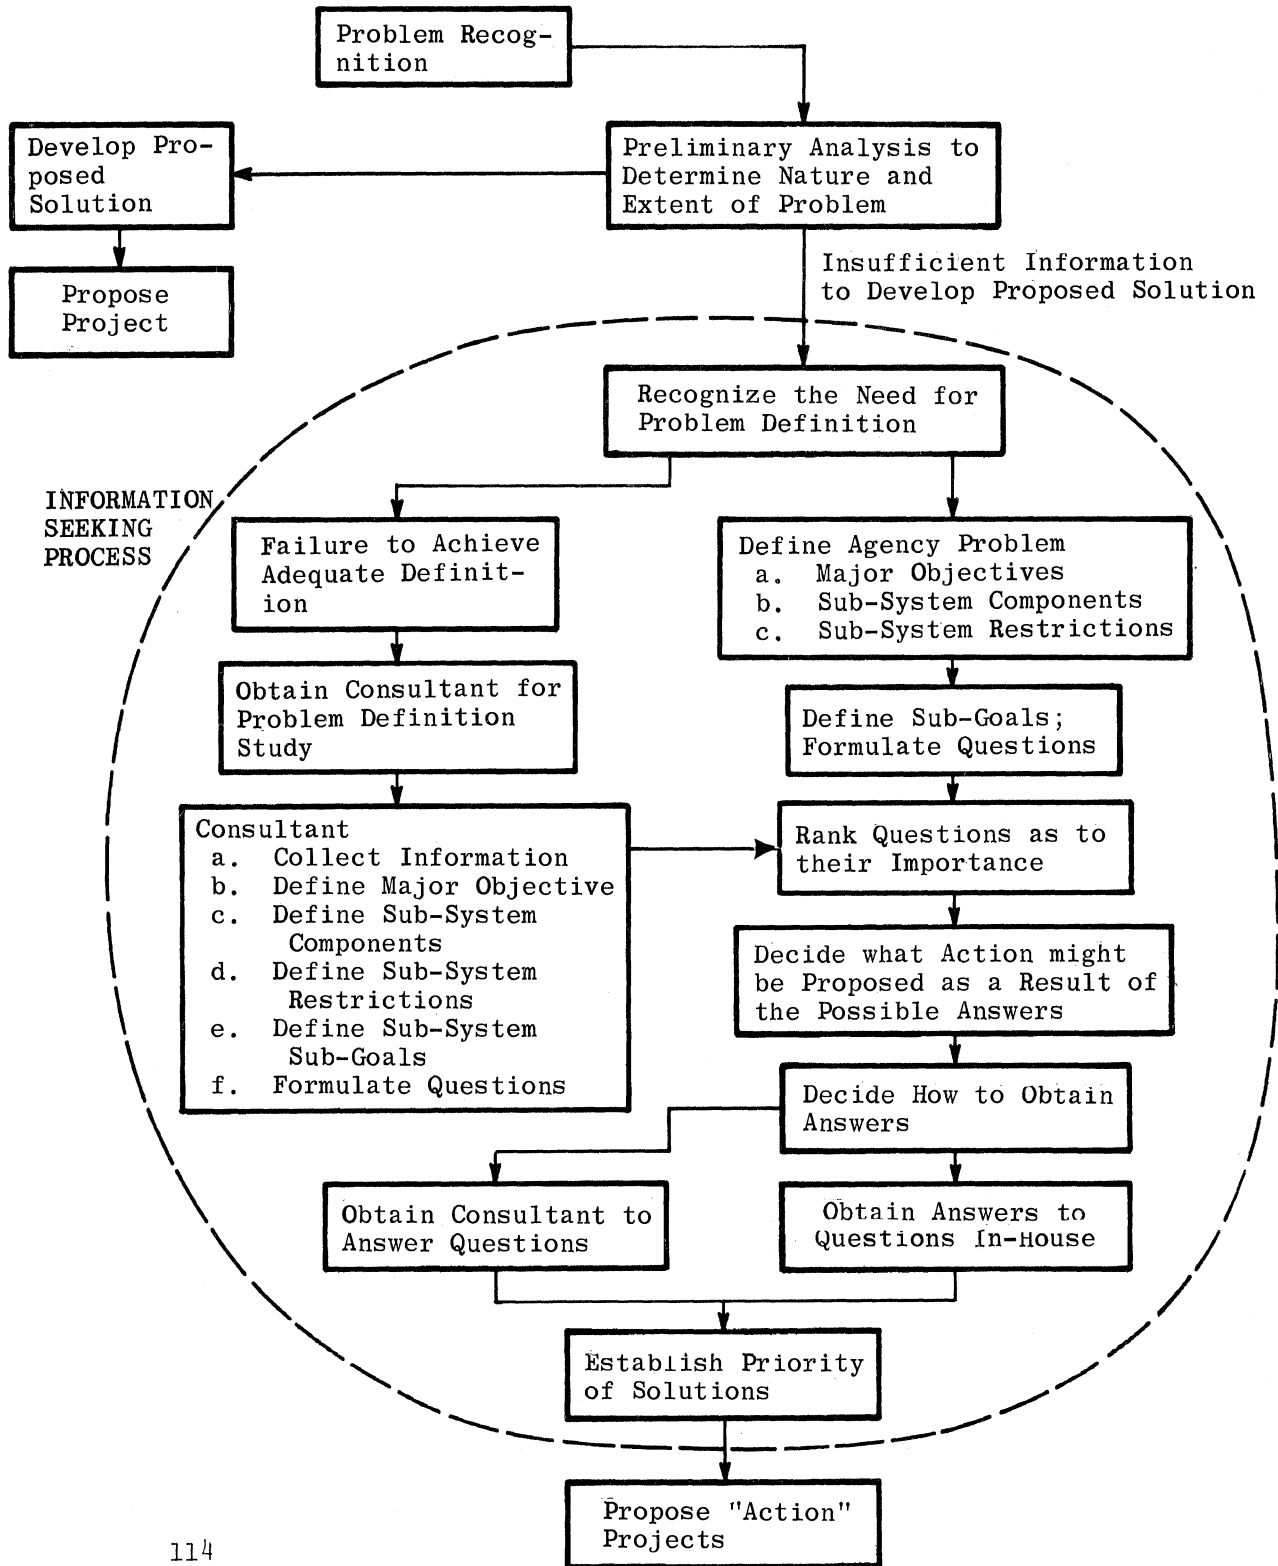 Problem Recog-
nition
Develop Pro-
posed
Solution
Preliminary Analysis to
Determine Nature and
Extent of Problem
Propose
Project
Insufficient Information
to Develop Proposed Solution
Recognize the Need for
Problem Definition
INFORMATION
SEEKING
PROCESS
Failure to Achieve
Adequate Definit-
ion
Define Agency Problem
a. Major Objectives
b. Sub-System Components
c. Sub-System Restrictions
Obtain Consultant for
Problem Definition
Study
Define Sub-Goals;
Formulate Questions
Consultant
a. Collect Information
b. Define Major Objective
c. Define Sub-System
Components
d. Define Sub-System
Restrictions
e. Define Sub-System
Sub-Goals
f. Formulate Questions
Rank Questions as to
their Importance
Decide what Action might
be Proposed as a Result of
the Possible Answers
Decide How to Obtain
Answers
Obtain Consultant to
Answer Questions
Obtain Answers to
Questions In-House
Establish Priority
of Solutions
Propose "Action"
Projects
114